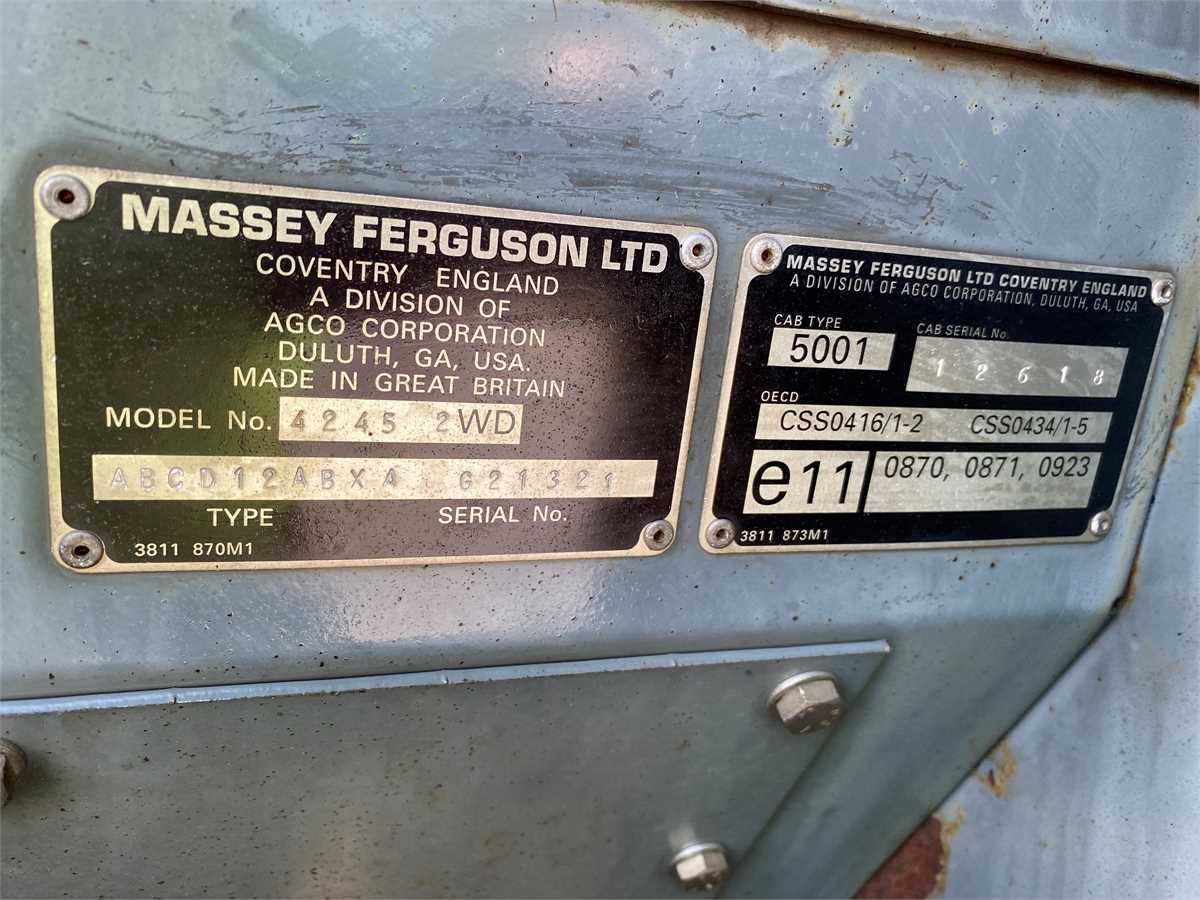 MASSEY FERGUSON LTD
COVENTRY ENGLAND
A DIVISION OF
AGCO CORPORATION
DULUTH, GA, USA.
MADE IN GREAT BRITAIN
MODEL No. 4245 2WD
ABCD12ABXA G21321
TYPE SERIAL No.
3811 870M1
MASSEY FERGUSON LTD COVENTRY ENGLAND
A DIVISION OF AGCO CORPORATION, DULUTH, GA, USA
CAB TYPE CAB SERIAL No.
5001 12618
OECD
CSS0416/1-2 CSS0434/1-5
e11 0870, 0871, 0923
3811 873M1